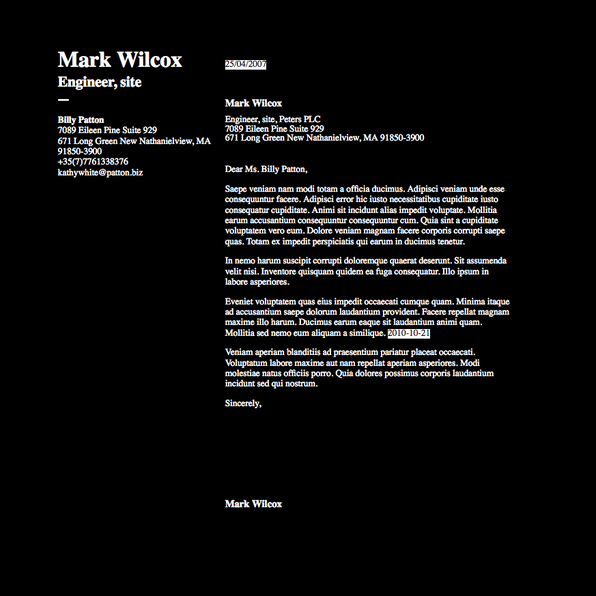 Mark Wilcox
Engineer, site
—
Billy Patton
7089 Eileen Pine Suite 929
671 Long Green New Nathanielview, MA
91850-3900
+35(7)7761338376
kathywhite@patton.biz
25/04/2007
Mark Wilcox
Engineer, site, Peters PLC
7089 Eileen Pine Suite 929
671 Long Green New Nathanielview, MA 91850-3900
Dear Ms. Billy Patton,
Saepe veniam nam modi totam a officia ducimus. Adipisci veniam unde esse
consequuntur facere. Adipisci error hic iusto necessitatibus cupiditate iusto
consequatur cupiditate. Animi sit incidunt alias impedit voluptate. Mollitia
earum accusantium consequuntur consequuntur cum. Quia sint a cupiditate
voluptatem vero eum. Dolore veniam magnam facere corporis corrupti saepe
quas. Totam ex impedit perspiciatis qui earum in ducimus tenetur.
In nemo harum suscipit corrupti doloremque quaerat deserunt. Sit assumenda
velit nisi. Inventore quisquam quidem ea fuga consequatur. Illo ipsum in
labore asperiores.
Eveniet voluptatem quas eius impedit occaecati cumque quam. Minima itaque
ad accusantium saepe dolorum laudantium provident. Facere repellat magnam
maxime illo harum. Ducimus earum eaque sit laudantium animi quam.
Mollitia sed nemo eum aliquam a similique. 2010-10-21
Veniam aperiam blanditiis ad praesentium pariatur placeat occaecati.
Voluptatum labore maxime aut nam repellat aperiam asperiores. Modi
molestiae natus officiis porro. Quia dolores possimus corporis laudantium
incidunt sed qui nostrum.
Sincerely,
Mark Wilcox